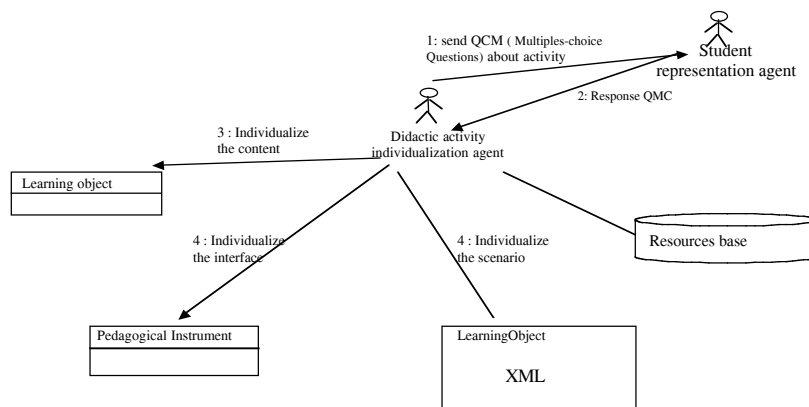 1: send QCM ( Multiples-choice
Questions) about activity
Student
representation agent
2: Response QMC
Didactic activity
individualization agent
3 : Individualize
the content
Learning object
4 : Individualize
the interface
4 : Individualize
the scenario
Resources base
Pedagogical Instrument
LearningObject
XML